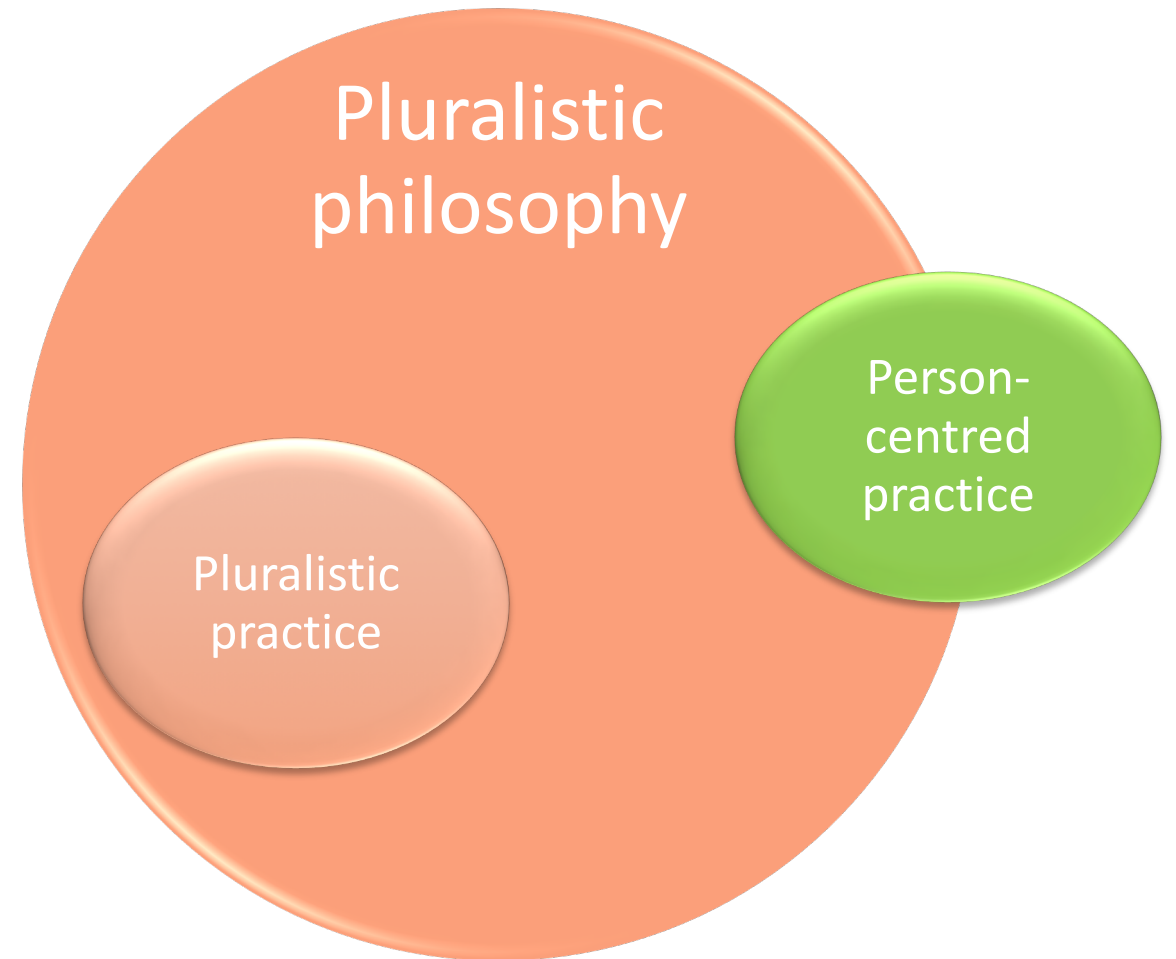 Pluralistic
philosophy
Person-
centred
practice
Pluralistic
practice